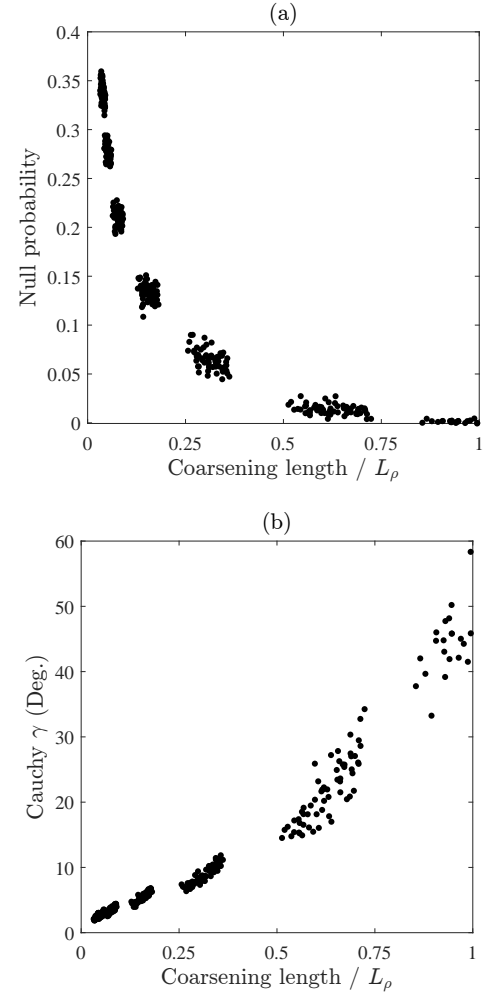 (a)
0.4
0.35
0.3
0.25
0.2
0.15
0.1
0.05
0
Null probability
0 0.25 0.5 0.75 1
Coarsening length / Lρ
(b)
60
50
40
30
20
10
0
Cauchy γ (Deg.)
0 0.25 0.5 0.75 1
Coarsening length / Lρ